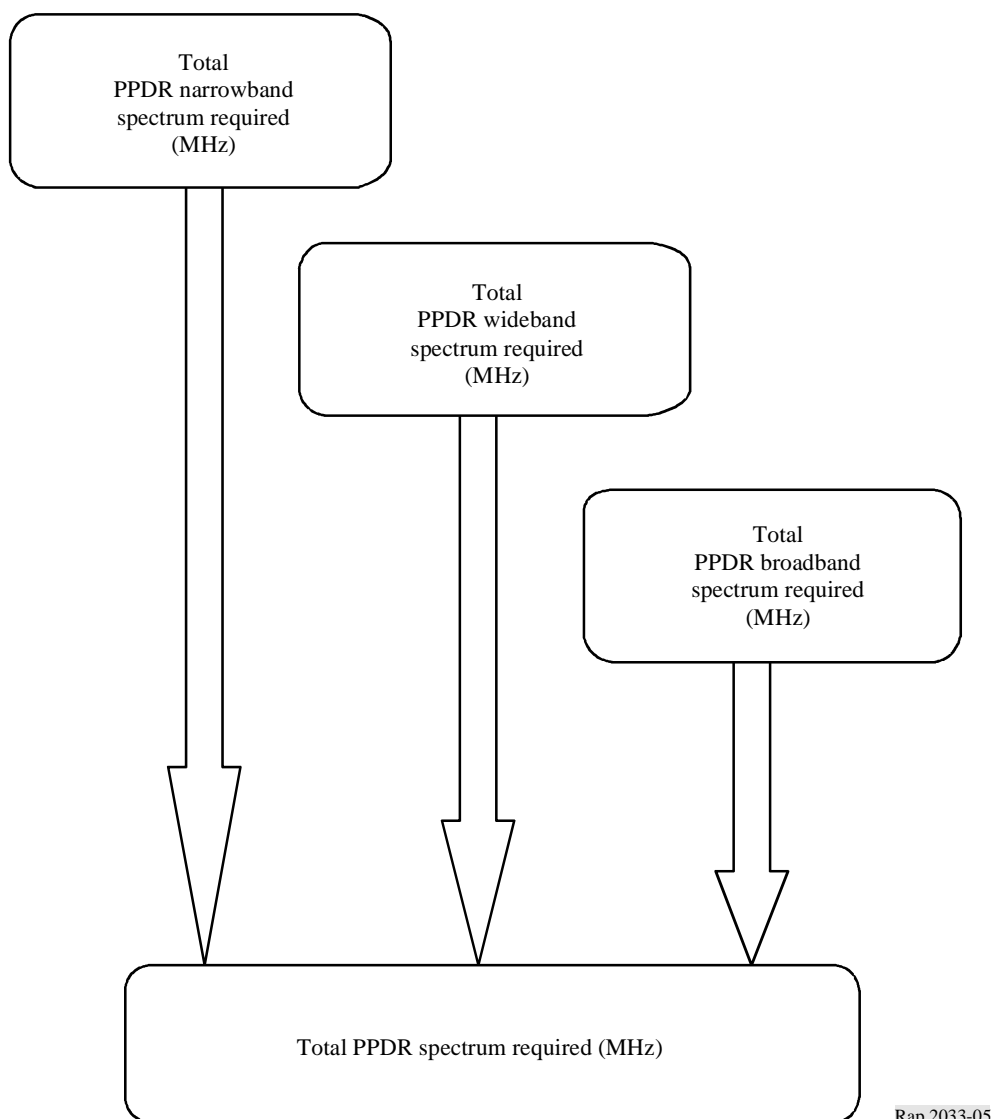 Total
PPDR narrowband
spectrum required
(MHz)
Total
PPDR wideband
spectrum required
(MHz)
Total
PPDR broadband
spectrum required
(MHz)
Total PPDR spectrum required (MHz)
Rap 2033-05